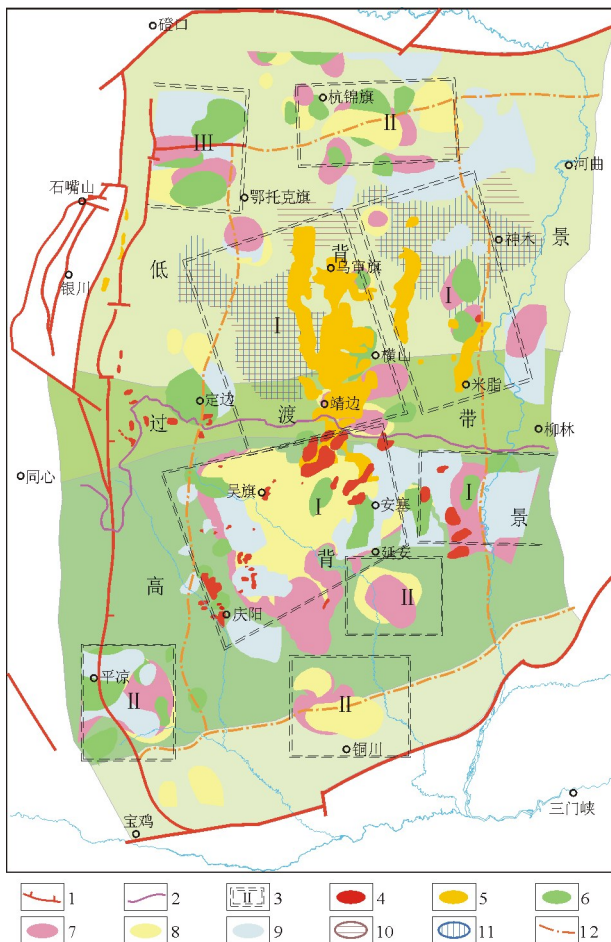 磴口
杭锦旗
II
III
河曲
石嘴山
鄂托克旗
低
背
景
神木
乌审旗
银川
I
I
横山
米脂
定边
靖边
过
渡
带
柳林
同心
吴旗
I
安塞
I
景
延安
背
高
II
庆阳
平凉
II
II
铜川
三门峡
宝鸡
1 2 II 3 4 5 6
7 8 9 10 11 12